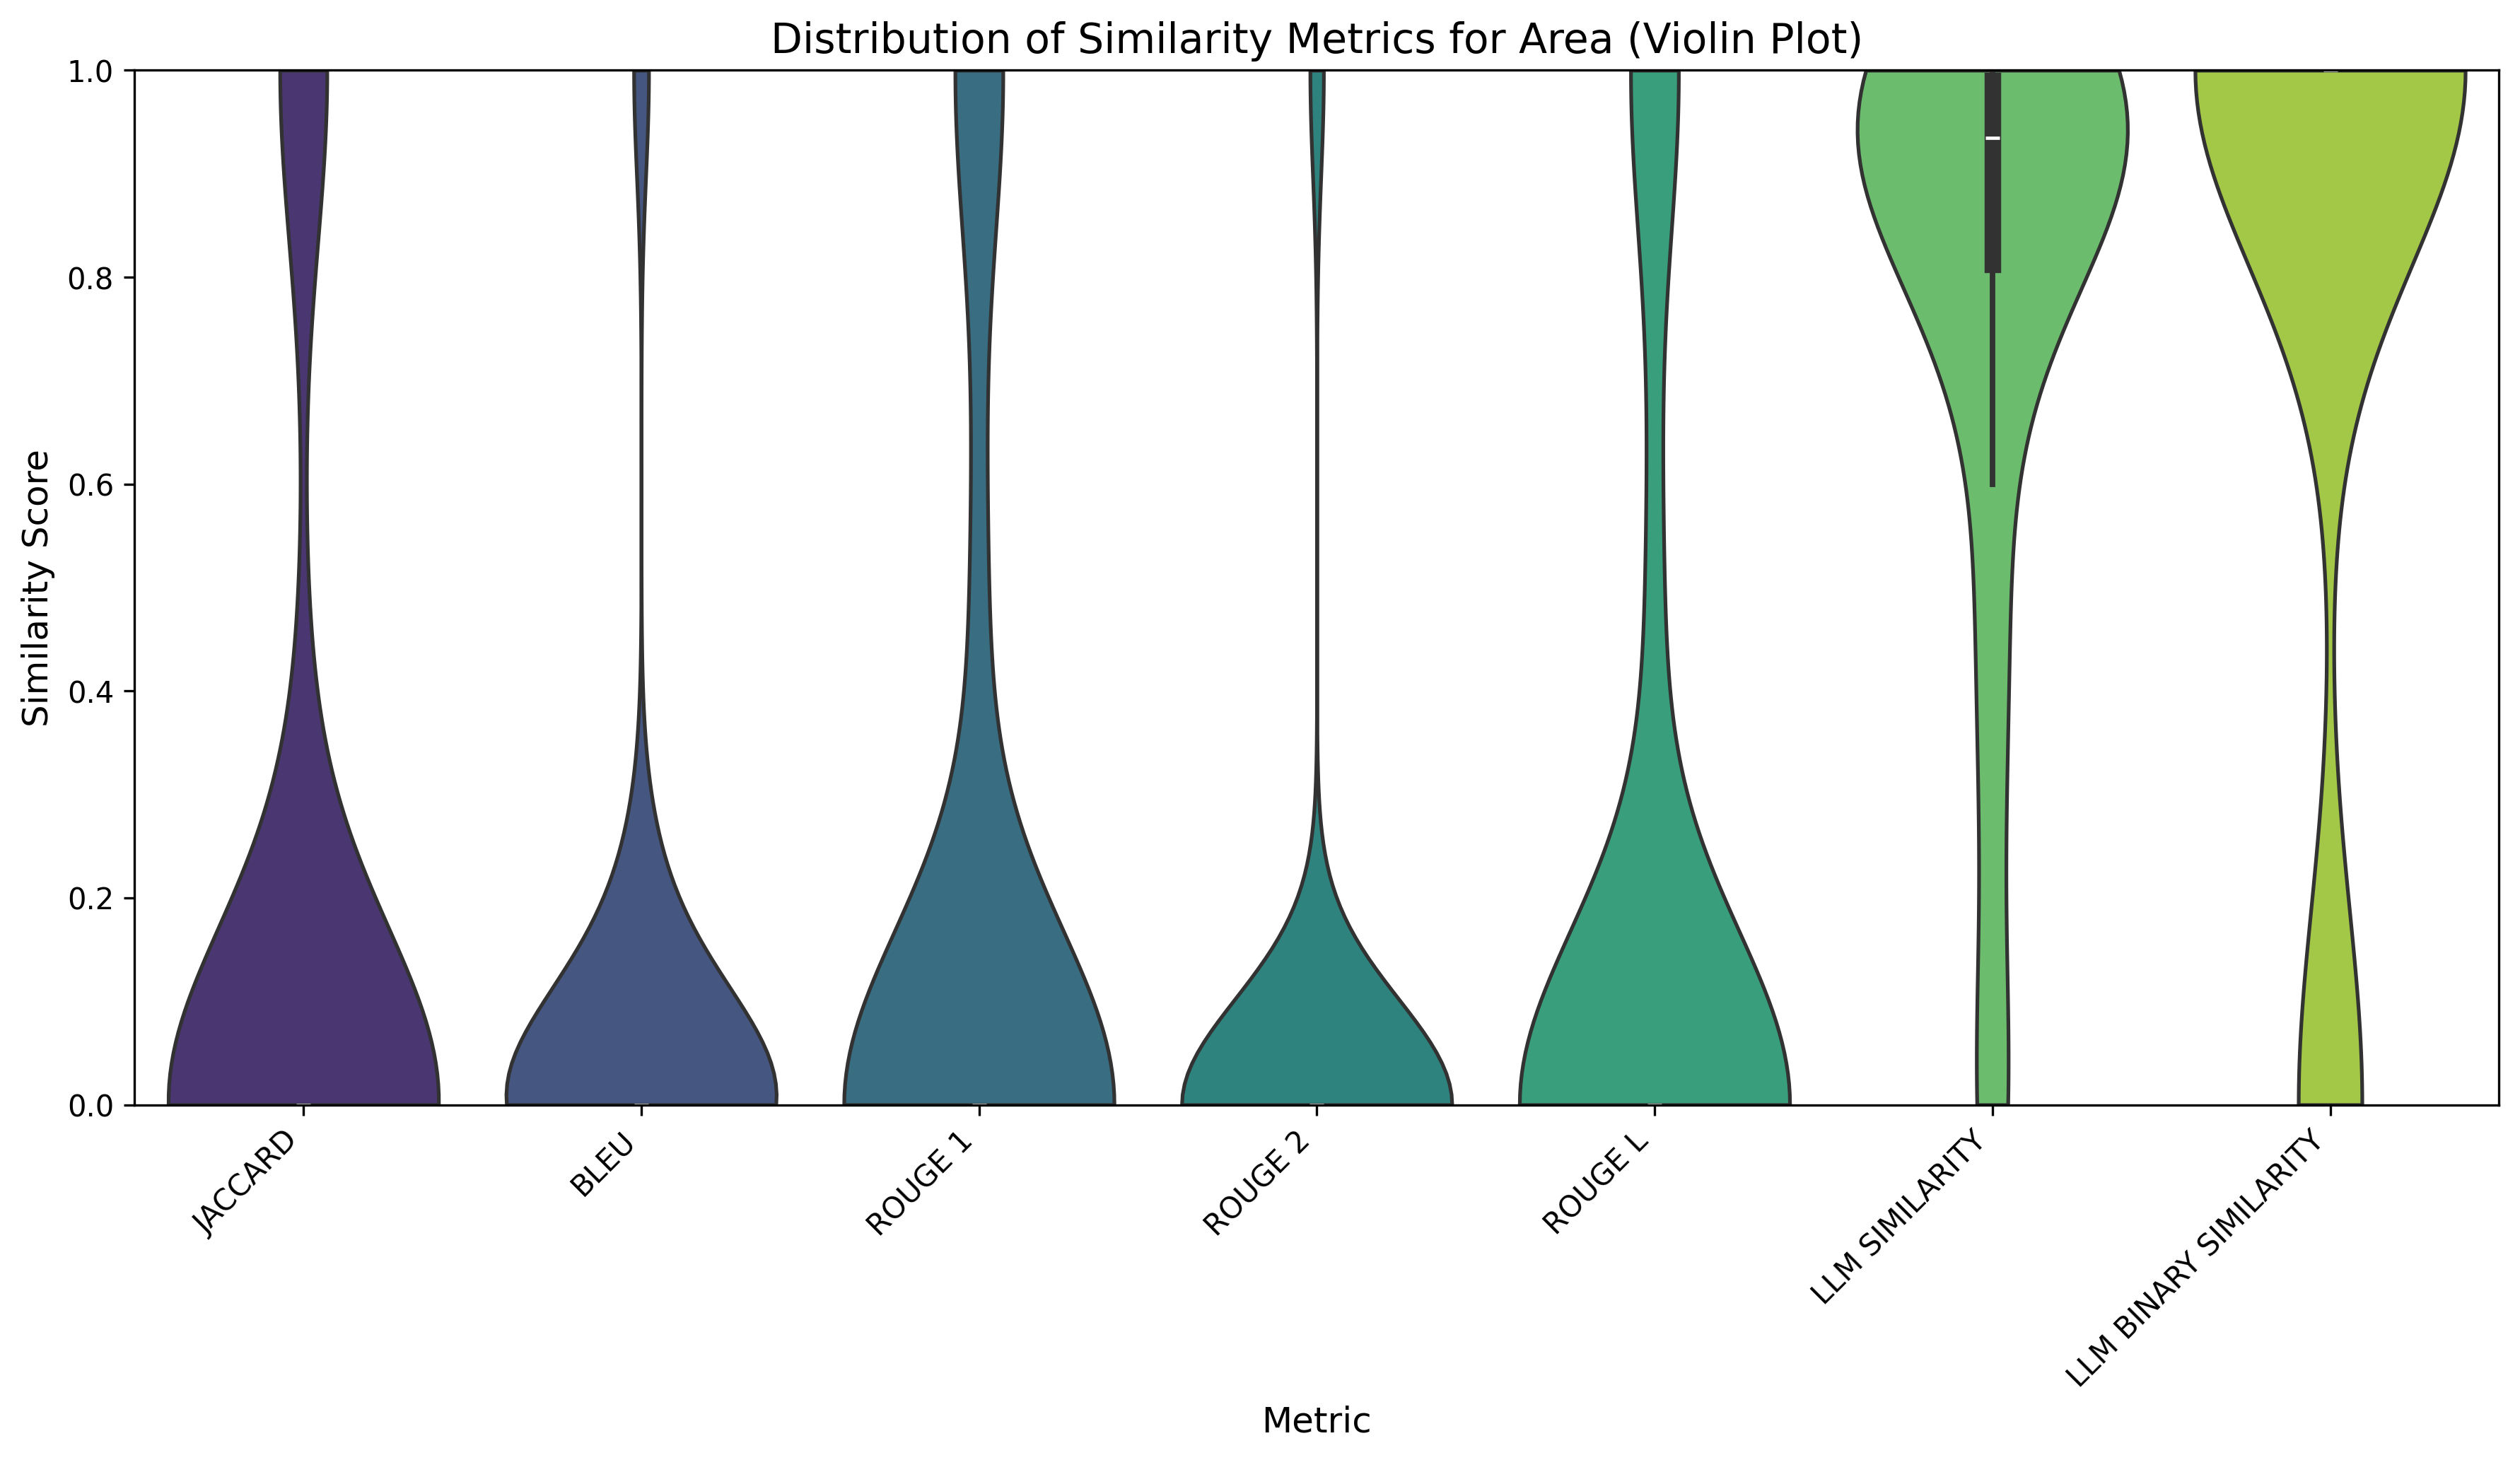 Distribution of Similarity Metrics for Area (Violin Plot)
Similarity Score
1.0
0.8
0.6
0.4
0.2
0.0
JACCARD
BLEU
ROUGE 1
ROUGE 2
ROUGE L
LLM SIMILARITY
LLM BINARY SIMILARITY
Metric